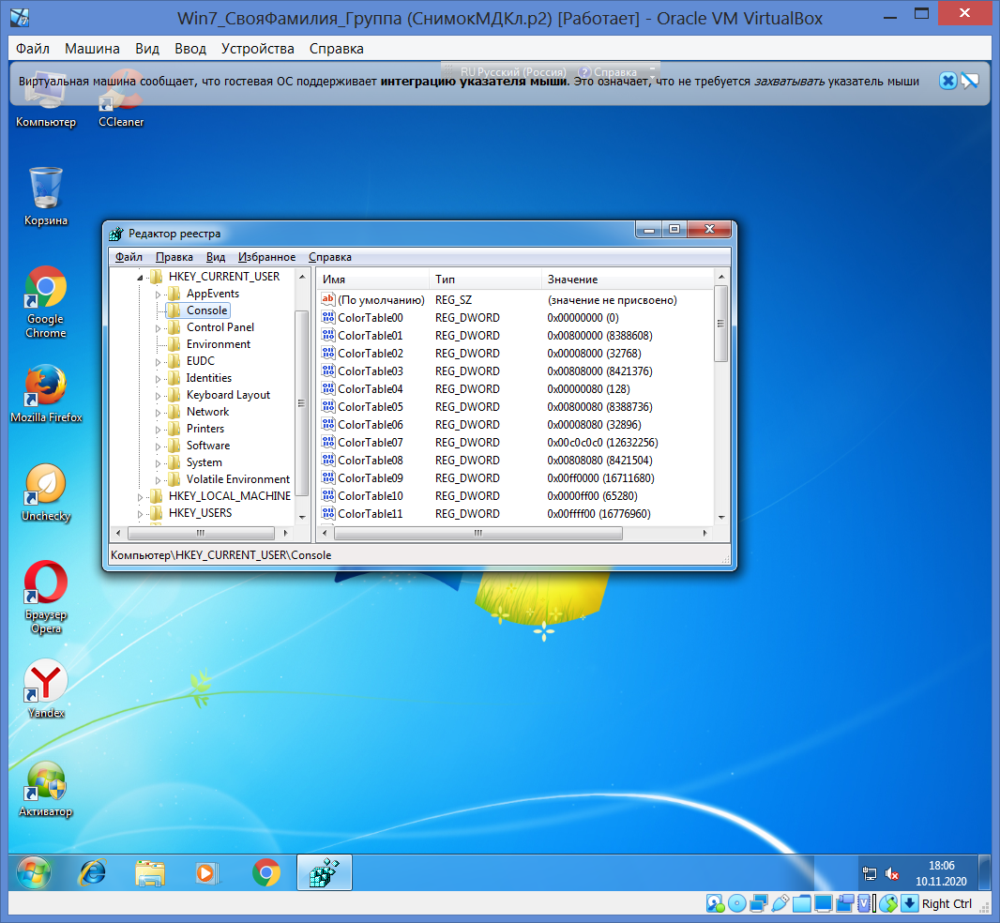 Win7_СвояФамилия_Группа (СнимокМДКл.р2) [Работает] - Oracle VM VirtualBox
Файл Машина Вид Ввод Устройства Справка
RU Русский (Россия) ? Справка
Виртуальная машина сообщает, что гостевая ОС поддерживает интеграцию указателя мыши. Это означает, что не требуется захватывать указатель мыши
Компьютер
CCleaner
Корзина
Google
Chrome
Mozilla Firefox
Unchecky
Браузер
Opera
Yandex
Активатор
Редактор реестра
Файл Правка Вид Избранное Справка
HKEY_CURRENT_USER
AppEvents
Console
Control Panel
Environment
EUDC
Identities
Keyboard Layout
Network
Printers
Software
System
Volatile Environment
HKEY_LOCAL_MACHINE
HKEY_USERS
Имя Тип Значение
(По умолчанию) REG_SZ (значение не присвоено)
ColorTable00 REG_DWORD 0x00000000 (0)
ColorTable01 REG_DWORD 0x00800000 (8388608)
ColorTable02 REG_DWORD 0x00008000 (32768)
ColorTable03 REG_DWORD 0x00808000 (8421376)
ColorTable04 REG_DWORD 0x00000080 (128)
ColorTable05 REG_DWORD 0x00800080 (8388736)
ColorTable06 REG_DWORD 0x00008080 (32896)
ColorTable07 REG_DWORD 0x00c0c0c0 (12632256)
ColorTable08 REG_DWORD 0x00808080 (8421504)
ColorTable09 REG_DWORD 0x00ff0000 (16711680)
ColorTable10 REG_DWORD 0x0000ff00 (65280)
ColorTable11 REG_DWORD 0x00ffff00 (16776960)
Компьютер\HKEY_CURRENT_USER\Console
18:06
10.11.2020
Right Ctrl